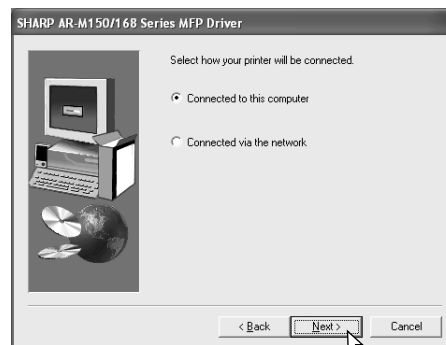 SHARP AR-M150/168 Series MFP Driver
Select how your printer will be connected.
Connected to this computer
Connected via the network
< Back
Next >
Cancel